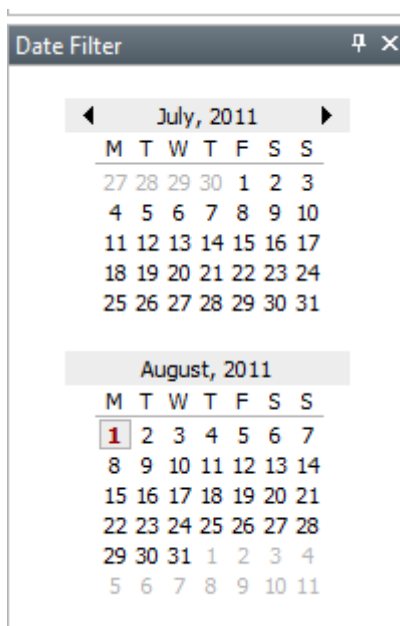 Date Filter
July, 2011
M T W T F S S
27 28 29 30 1 2 3
4 5 6 7 8 9 10
11 12 13 14 15 16 17
18 19 20 21 22 23 24
25 26 27 28 29 30 31
August, 2011
M T W T F S S
1 2 3 4 5 6 7
8 9 10 11 12 13 14
15 16 17 18 19 20 21
22 23 24 25 26 27 28
29 30 31 1 2 3 4
5 6 7 8 9 10 11